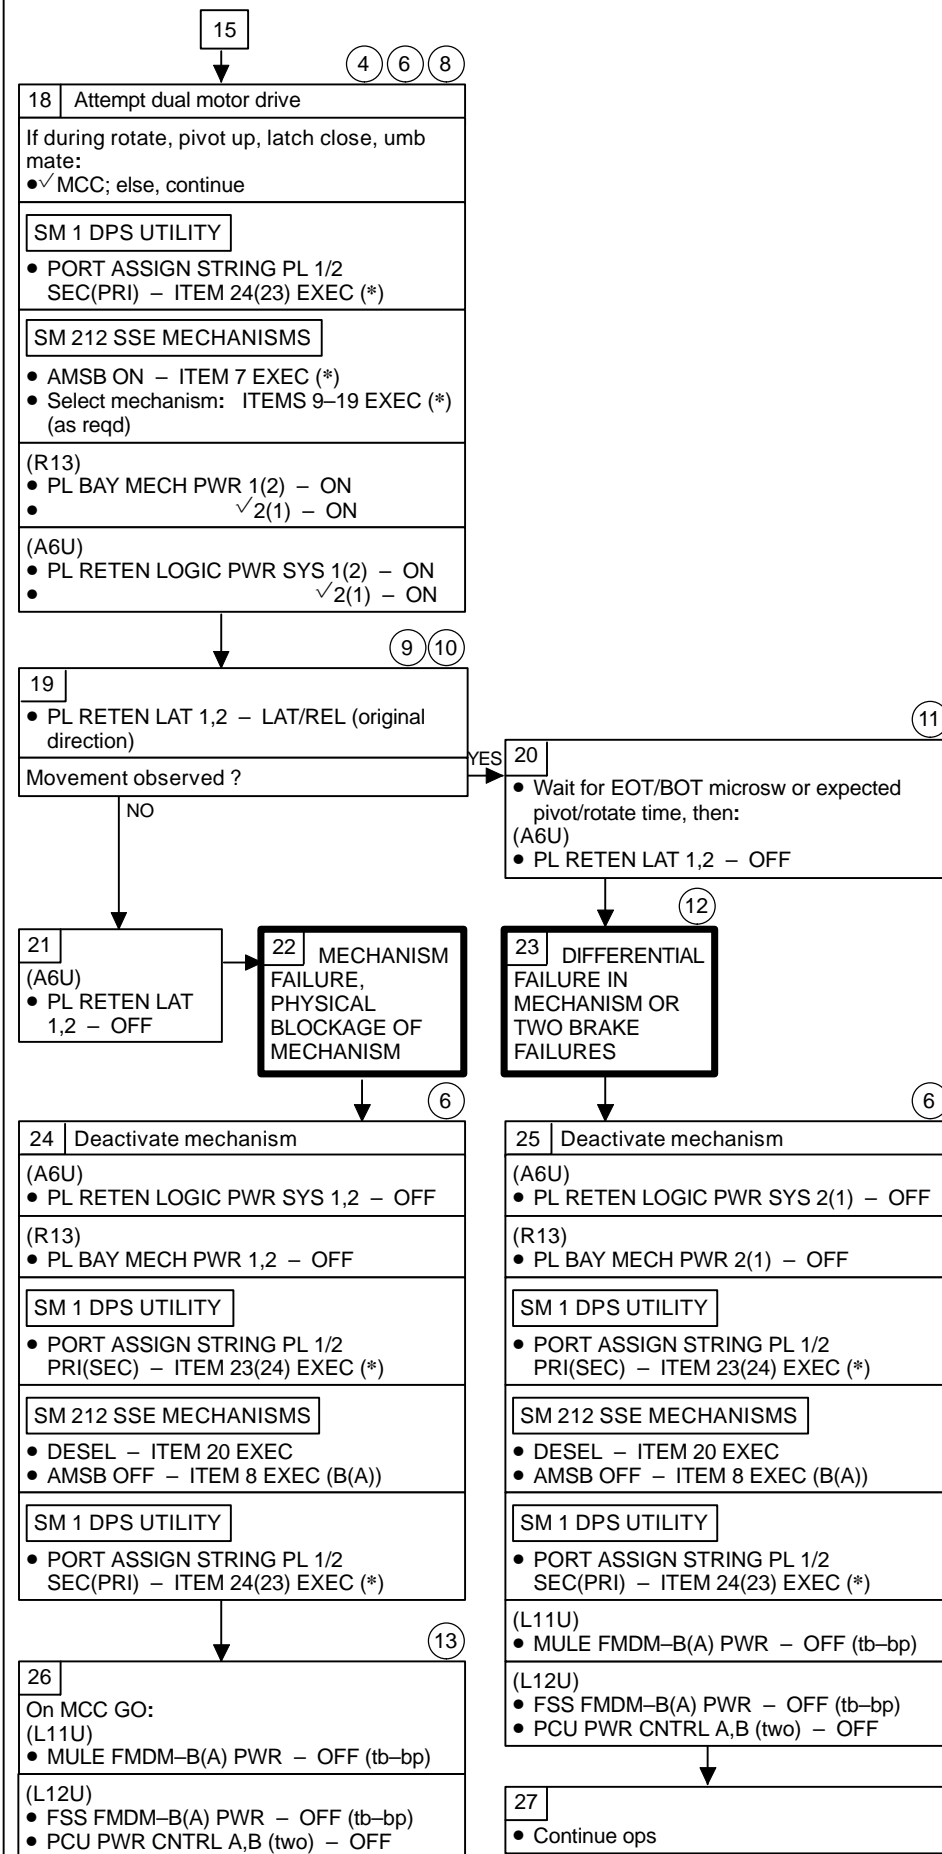 15
4 6 8
18 Attempt dual motor drive
If during rotate, pivot up, latch close, umb
mate:
•√MCC; else, continue
SM 1 DPS UTILITY
• PORT ASSIGN STRING PL 1/2
SEC(PRI) – ITEM 24(23) EXEC (*)
SM 212 SSE MECHANISMS
• AMSB ON – ITEM 7 EXEC (*)
• Select mechanism: ITEMS 9–19 EXEC (*)
(as reqd)
(R13)
• PL BAY MECH PWR 1(2) – ON
• √2(1) – ON
(A6U)
• PL RETEN LOGIC PWR SYS 1(2) – ON
• √2(1) – ON
9 10
19
• PL RETEN LAT 1,2 – LAT/REL (original
direction)
Movement observed ?
YES
NO
11
20
• Wait for EOT/BOT microsw or expected
pivot/rotate time, then:
(A6U)
• PL RETEN LAT 1,2 – OFF
21
(A6U)
• PL RETEN LAT
1,2 – OFF
22 MECHANISM
FAILURE,
PHYSICAL
BLOCKAGE OF
MECHANISM
12
23 DIFFERENTIAL
FAILURE IN
MECHANISM OR
TWO BRAKE
FAILURES
6
24 Deactivate mechanism
(A6U)
• PL RETEN LOGIC PWR SYS 1,2 – OFF
(R13)
• PL BAY MECH PWR 1,2 – OFF
SM 1 DPS UTILITY
• PORT ASSIGN STRING PL 1/2
PRI(SEC) – ITEM 23(24) EXEC (*)
SM 212 SSE MECHANISMS
• DESEL – ITEM 20 EXEC
• AMSB OFF – ITEM 8 EXEC (B(A))
SM 1 DPS UTILITY
• PORT ASSIGN STRING PL 1/2
SEC(PRI) – ITEM 24(23) EXEC (*)
13
26
On MCC GO:
(L11U)
• MULE FMDM–B(A) PWR – OFF (tb–bp)
(L12U)
• FSS FMDM–B(A) PWR – OFF (tb–bp)
• PCU PWR CNTRL A,B (two) – OFF
6
25 Deactivate mechanism
(A6U)
• PL RETEN LOGIC PWR SYS 2(1) – OFF
(R13)
• PL BAY MECH PWR 2(1) – OFF
SM 1 DPS UTILITY
• PORT ASSIGN STRING PL 1/2
PRI(SEC) – ITEM 23(24) EXEC (*)
SM 212 SSE MECHANISMS
• DESEL – ITEM 20 EXEC
• AMSB OFF – ITEM 8 EXEC (B(A))
SM 1 DPS UTILITY
• PORT ASSIGN STRING PL 1/2
SEC(PRI) – ITEM 24(23) EXEC (*)
(L11U)
• MULE FMDM–B(A) PWR – OFF (tb–bp)
(L12U)
• FSS FMDM–B(A) PWR – OFF (tb–bp)
• PCU PWR CNTRL A,B (two) – OFF
27
• Continue ops